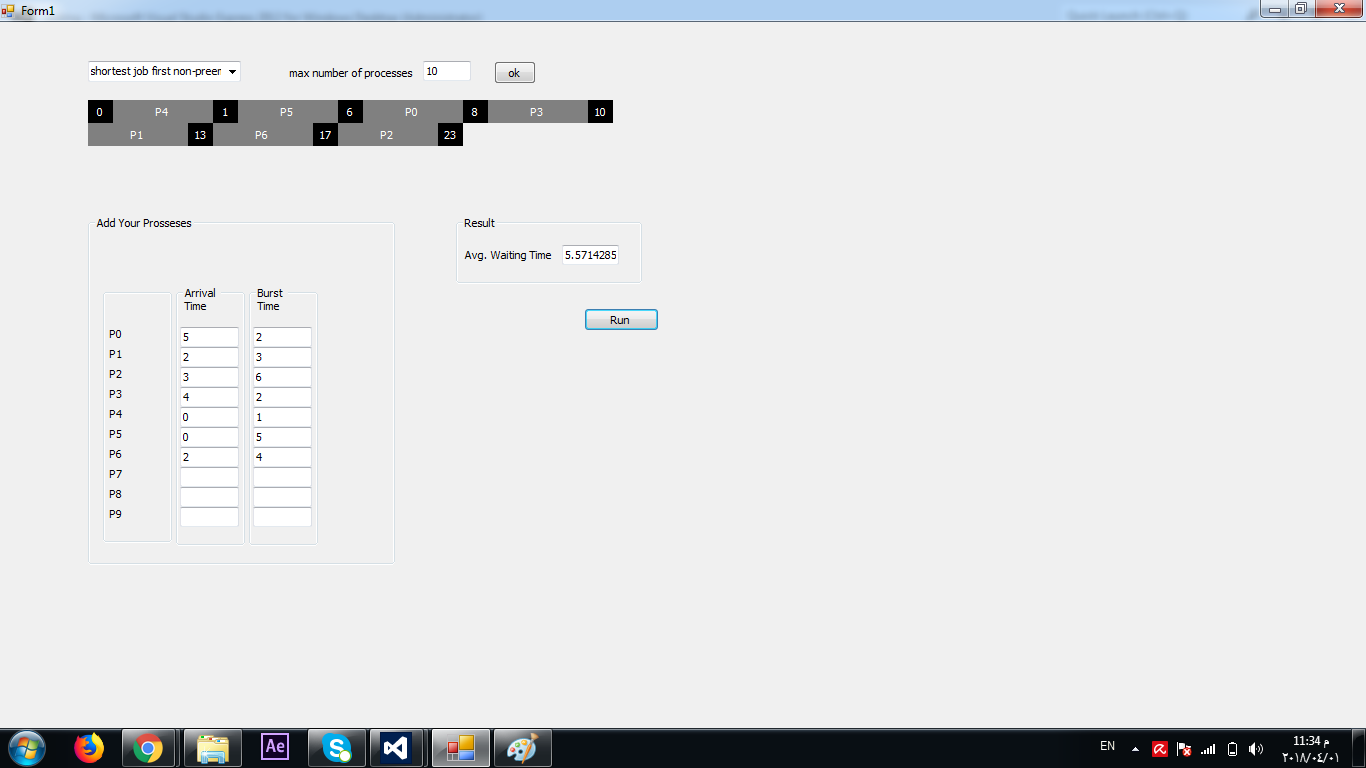 Form1
shortest job first non-preer
max number of processes 10 ok
0 P4 1 P5 6 P0 8 P3 10
P1 13 P6 17 P2 23
Add Your Prosseses
Result
Avg. Waiting Time 5.5714285
Arrival Time
Burst Time
Run
P0 5 2
P1 2 3
P2 3 6
P3 4 2
P4 0 1
P5 0 5
P6 2 4
P7
P8
P9
Ae
EN
11:34 م
٢٠١٨/٠٤/٠١